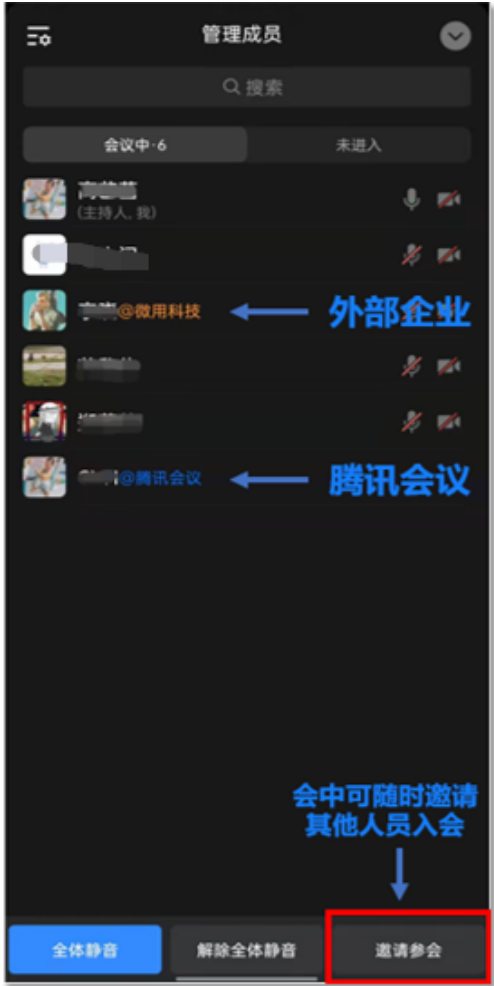 管理成员
搜索
会议中·6
未进入
(主持人, 我)
@微用科技
外部企业
@腾讯会议
腾讯会议
会中可随时邀请
其他人员入会
全体静音
解除全体静音
邀请参会